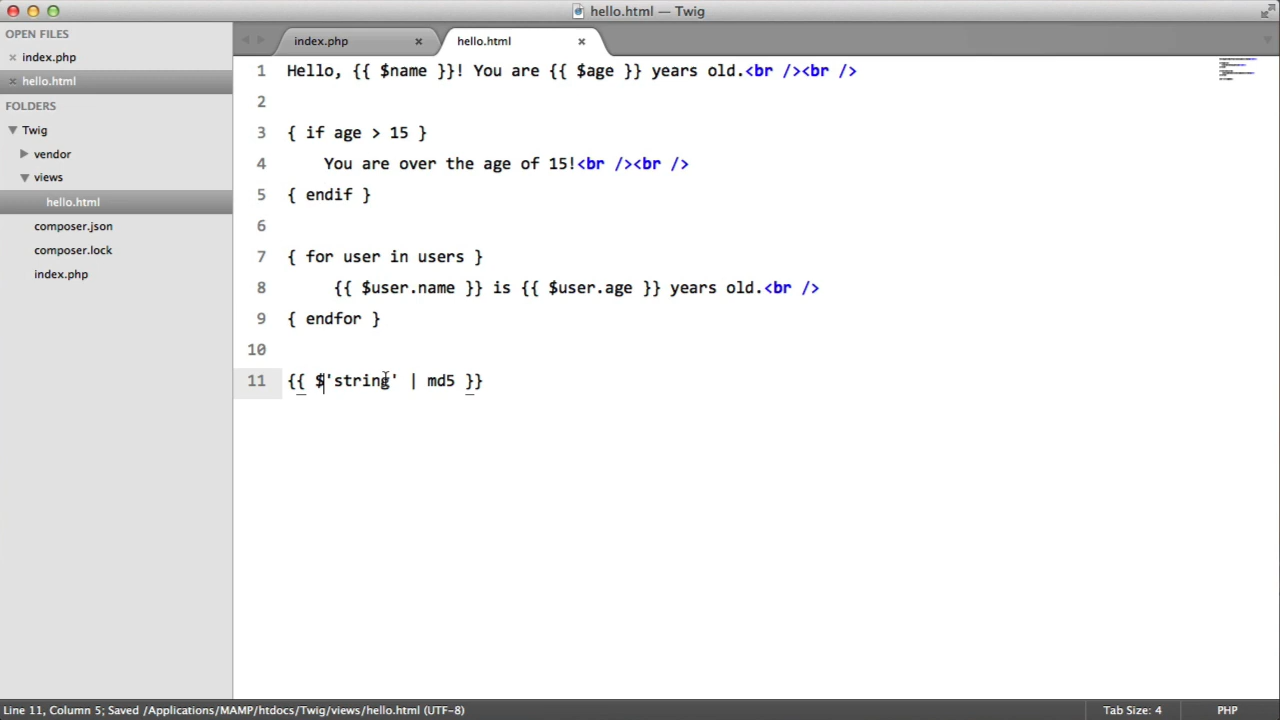 hello.html — Twig
OPEN FILES
index.php
hello.html
FOLDERS
Twig
vendor
views
hello.html
composer.json
composer.lock
index.php
index.php
hello.html
1 Hello, {{ $name }}! You are {{ $age }} years old.<br /><br />
2
3 { if age > 15 }
4 You are over the age of 15!<br /><br />
5 { endif }
6
7 { for user in users }
8 {{ $user.name }} is {{ $user.age }} years old.<br />
9 { endfor }
10
11 {{ $'string' | md5 }}
Line 11, Column 5; Saved /Applications/MAMP/htdocs/Twig/views/hello.html (UTF-8)
Tab Size: 4
PHP